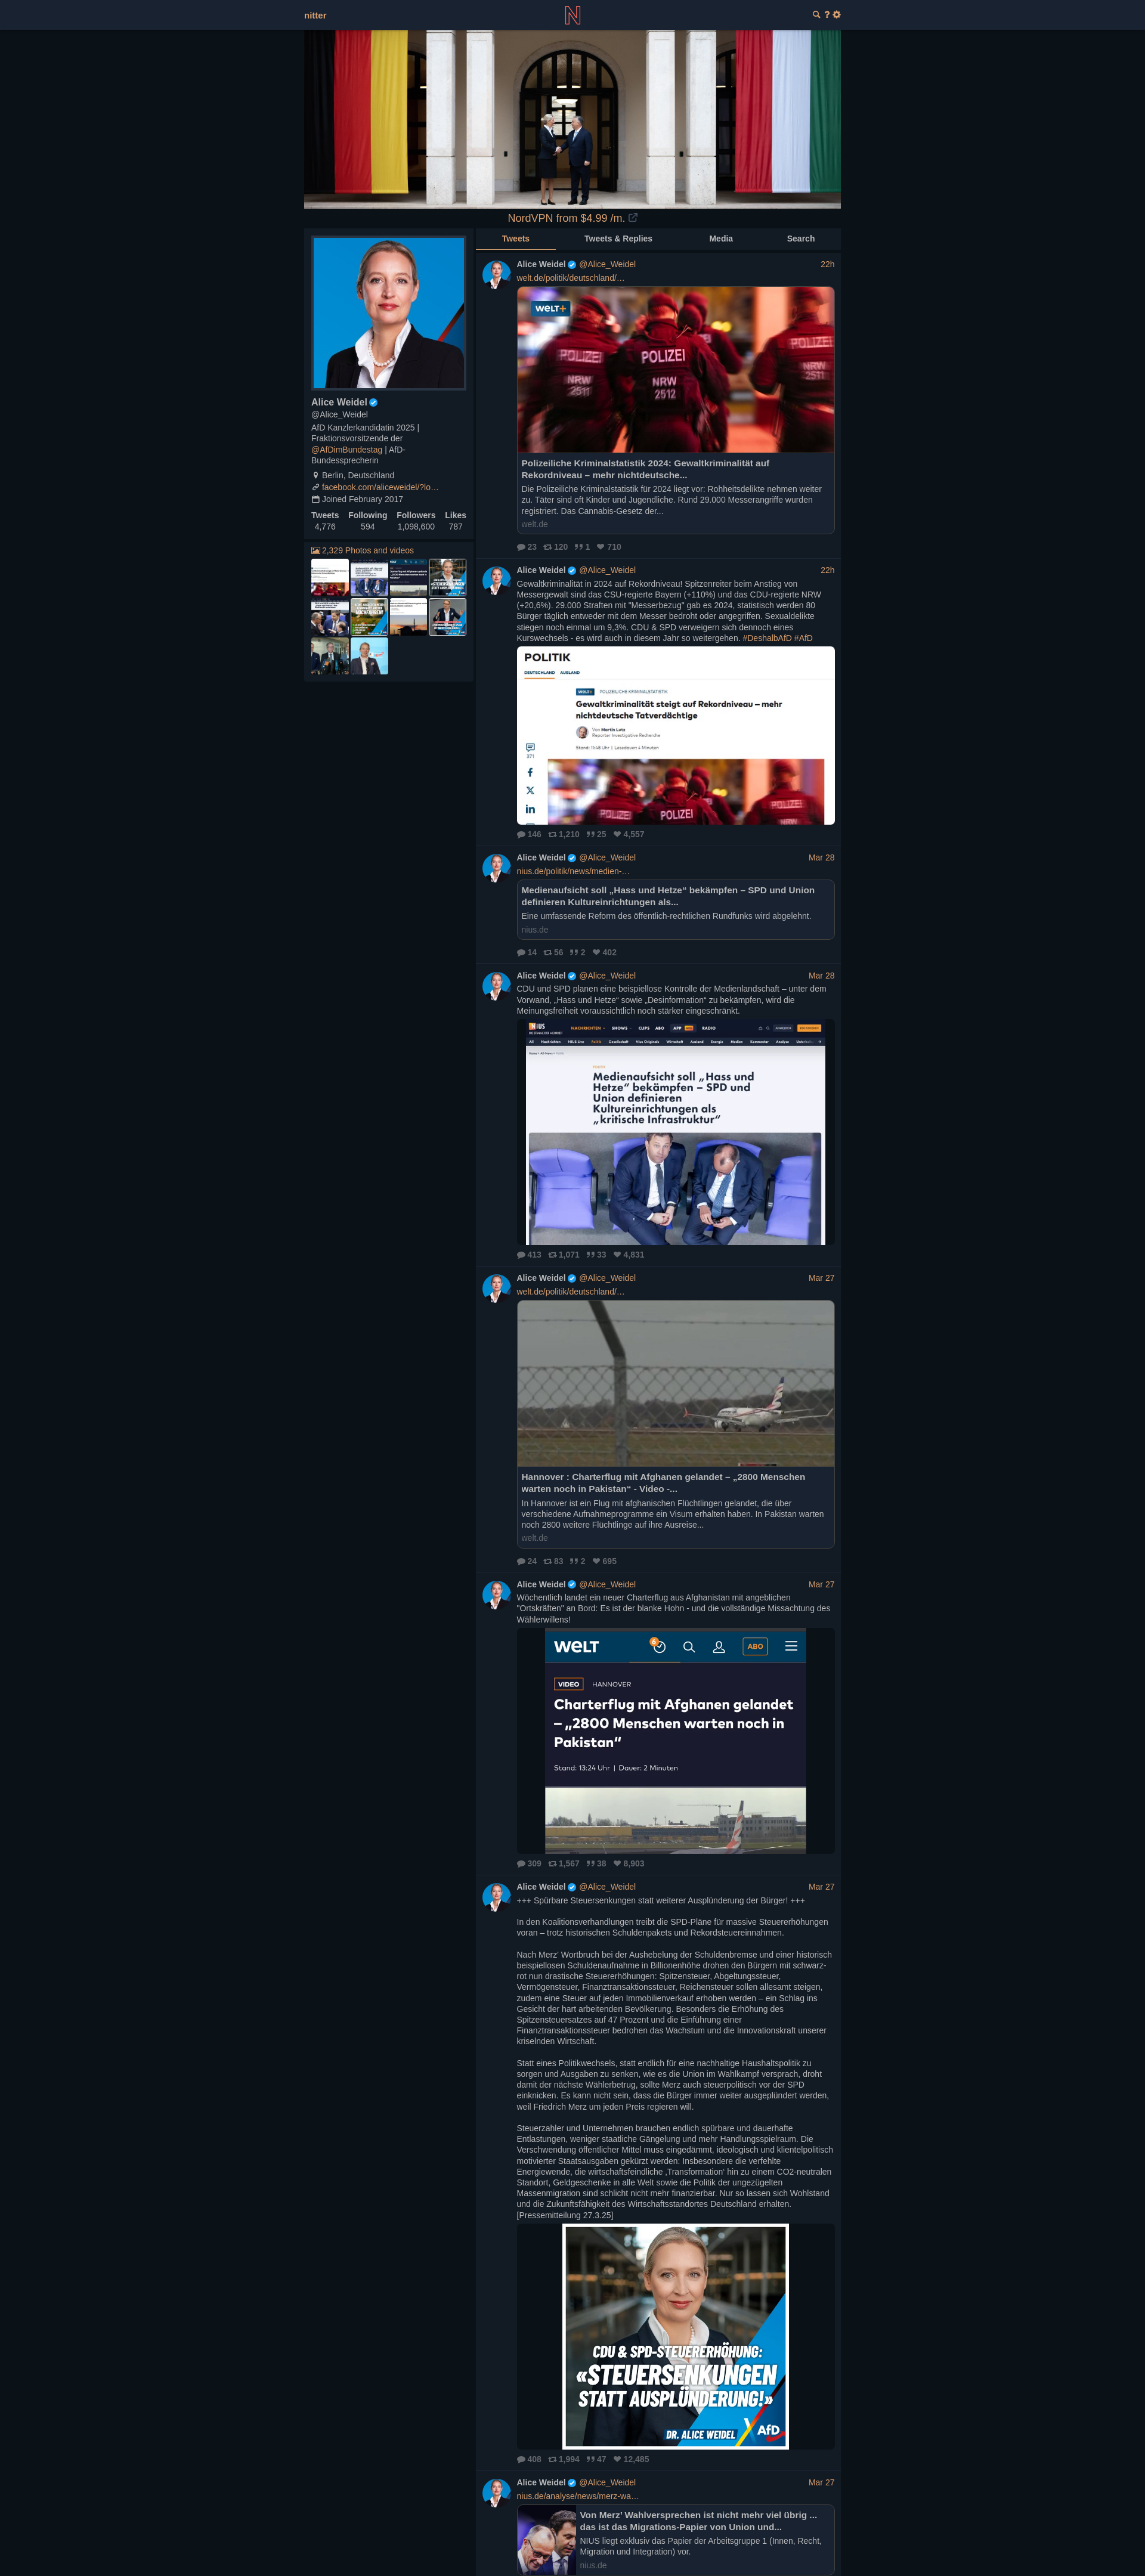 nitter
NordVPN from $4.99 /m.
Alice Weidel
@Alice_Weidel
AfD Kanzlerkandidatin 2025 |
Fraktionsvorsitzende der
@AfDimBundestag | AfD-
Bundessprecherin
Berlin, Deutschland
facebook.com/aliceweidel/?lo…
Joined February 2017
Tweets Following Followers Likes
4,776 594 1,098,600 787
2,329 Photos and videos
Tweets Tweets & Replies Media Search
Alice Weidel @Alice_Weidel 22h
welt.de/politik/deutschland/…
WELT+
POLIZEI
NRW
2511
POLIZEI
NRW
2512
POLIZEI
NRW
2511
Polizeiliche Kriminalstatistik 2024: Gewaltkriminalität auf
Rekordniveau – mehr nichtdeutsche...
Die Polizeiliche Kriminalstatistik für 2024 liegt vor: Rohheitsdelikte nehmen weiter
zu. Täter sind oft Kinder und Jugendliche. Rund 29.000 Messerangriffe wurden
registriert. Das Cannabis-Gesetz der...
welt.de
23 120 1 710
Alice Weidel @Alice_Weidel 22h
Gewaltkriminalität in 2024 auf Rekordniveau! Spitzenreiter beim Anstieg von
Messergewalt sind das CSU-regierte Bayern (+110%) und das CDU-regierte NRW
(+20,6%). 29.000 Straften mit "Messerbezug" gab es 2024, statistisch werden 80
Bürger täglich entweder mit dem Messer bedroht oder angegriffen. Sexualdelikte
stiegen noch einmal um 9,3%. CDU & SPD verweigern sich dennoch eines
Kurswechsels - es wird auch in diesem Jahr so weitergehen. #DeshalbAfD #AfD
POLITIK
DEUTSCHLAND AUSLAND
WELT+ POLIZEILICHE KRIMINALSTATISTIK
Gewaltkriminalität steigt auf Rekordniveau – mehr
nichtdeutsche Tatverdächtige
Von Martin Lutz
Reporter Investigative Recherche
Stand: 11:48 Uhr | Lesedauer: 4 Minuten
371
POLIZEI
POLIZEI
POLIZEI
146 1,210 25 4,557
Alice Weidel @Alice_Weidel Mar 28
nius.de/politik/news/medien-…
Medienaufsicht soll „Hass und Hetze“ bekämpfen – SPD und Union
definieren Kultureinrichtungen als...
Eine umfassende Reform des öffentlich-rechtlichen Rundfunks wird abgelehnt.
nius.de
14 56 2 402
Alice Weidel @Alice_Weidel Mar 28
CDU und SPD planen eine beispiellose Kontrolle der Medienlandschaft – unter dem
Vorwand, „Hass und Hetze“ sowie „Desinformation“ zu bekämpfen, wird die
Meinungsfreiheit voraussichtlich noch stärker eingeschränkt.
NIUS NACHRICHTEN SHOWS CLIPS ABO APP RADIO
Medienaufsicht soll „Hass und
Hetze“ bekämpfen – SPD und
Union definieren
Kultureinrichtungen als
„kritische Infrastruktur“
413 1,071 33 4,831
Alice Weidel @Alice_Weidel Mar 27
welt.de/politik/deutschland/…
Hannover : Charterflug mit Afghanen gelandet – „2800 Menschen
warten noch in Pakistan“ - Video -...
In Hannover ist ein Flug mit afghanischen Flüchtlingen gelandet, die über
verschiedene Aufnahmeprogramme ein Visum erhalten haben. In Pakistan warten
noch 2800 weitere Flüchtlinge auf ihre Ausreise...
welt.de
24 83 2 695
Alice Weidel @Alice_Weidel Mar 27
Wöchentlich landet ein neuer Charterflug aus Afghanistan mit angeblichen
"Ortskräften" an Bord: Es ist der blanke Hohn - und die vollständige Missachtung des
Wählerwillens!
WELT 6 ABO
VIDEO HANNOVER
Charterflug mit Afghanen gelandet
– „2800 Menschen warten noch in
Pakistan“
Stand: 13:24 Uhr | Dauer: 2 Minuten
309 1,567 38 8,903
Alice Weidel @Alice_Weidel Mar 27
+++ Spürbare Steuersenkungen statt weiterer Ausplünderung der Bürger! +++
In den Koalitionsverhandlungen treibt die SPD-Pläne für massive Steuererhöhungen
voran – trotz historischen Schuldenpakets und Rekordsteuereinnahmen.
Nach Merz' Wortbruch bei der Aushebelung der Schuldenbremse und einer historisch
beispiellosen Schuldenaufnahme in Billionenhöhe drohen den Bürgern mit schwarz-
rot nun drastische Steuererhöhungen: Spitzensteuer, Abgeltungssteuer,
Vermögensteuer, Finanztransaktionssteuer, Reichensteuer sollen allesamt steigen,
zudem eine Steuer auf jeden Immobilienverkauf erhoben werden – ein Schlag ins
Gesicht der hart arbeitenden Bevölkerung. Besonders die Erhöhung des
Spitzensteuersatzes auf 47 Prozent und die Einführung einer
Finanztransaktionssteuer bedrohen das Wachstum und die Innovationskraft unserer
kriselnden Wirtschaft.
Statt eines Politikwechsels, statt endlich für eine nachhaltige Haushaltspolitik zu
sorgen und Ausgaben zu senken, wie es die Union im Wahlkampf versprach, droht
damit der nächste Wählerbetrug, sollte Merz auch steuerpolitisch vor der SPD
einknicken. Es kann nicht sein, dass die Bürger immer weiter ausgeplündert werden,
weil Friedrich Merz um jeden Preis regieren will.
Steuerzahler und Unternehmen brauchen endlich spürbare und dauerhafte
Entlastungen, weniger staatliche Gängelung und mehr Handlungsspielraum. Die
Verschwendung öffentlicher Mittel muss eingedämmt, ideologisch und klientelpolitisch
motivierter Staatsausgaben gekürzt werden: Insbesondere die verfehlte
Energiewende, die wirtschaftsfeindliche ‚Transformation‘ hin zu einem CO2-neutralen
Standort, Geldgeschenke in alle Welt sowie die Politik der ungezügelten
Massenmigration sind schlicht nicht mehr finanzierbar. Nur so lassen sich Wohlstand
und die Zukunftsfähigkeit des Wirtschaftsstandortes Deutschland erhalten.
[Pressemitteilung 27.3.25]
CDU & SPD-STEUERERHÖHUNG:
«STEUERSENKUNGEN
STATT AUSPLÜNDERUNG!»
DR. ALICE WEIDEL AfD
408 1,994 47 12,485
Alice Weidel @Alice_Weidel Mar 27
nius.de/analyse/news/merz-wa…
Von Merz’ Wahlversprechen ist nicht mehr viel übrig ...
das ist das Migrations-Papier von Union und...
NIUS liegt exklusiv das Papier der Arbeitsgruppe 1 (Innen, Recht,
Migration und Integration) vor.
nius.de